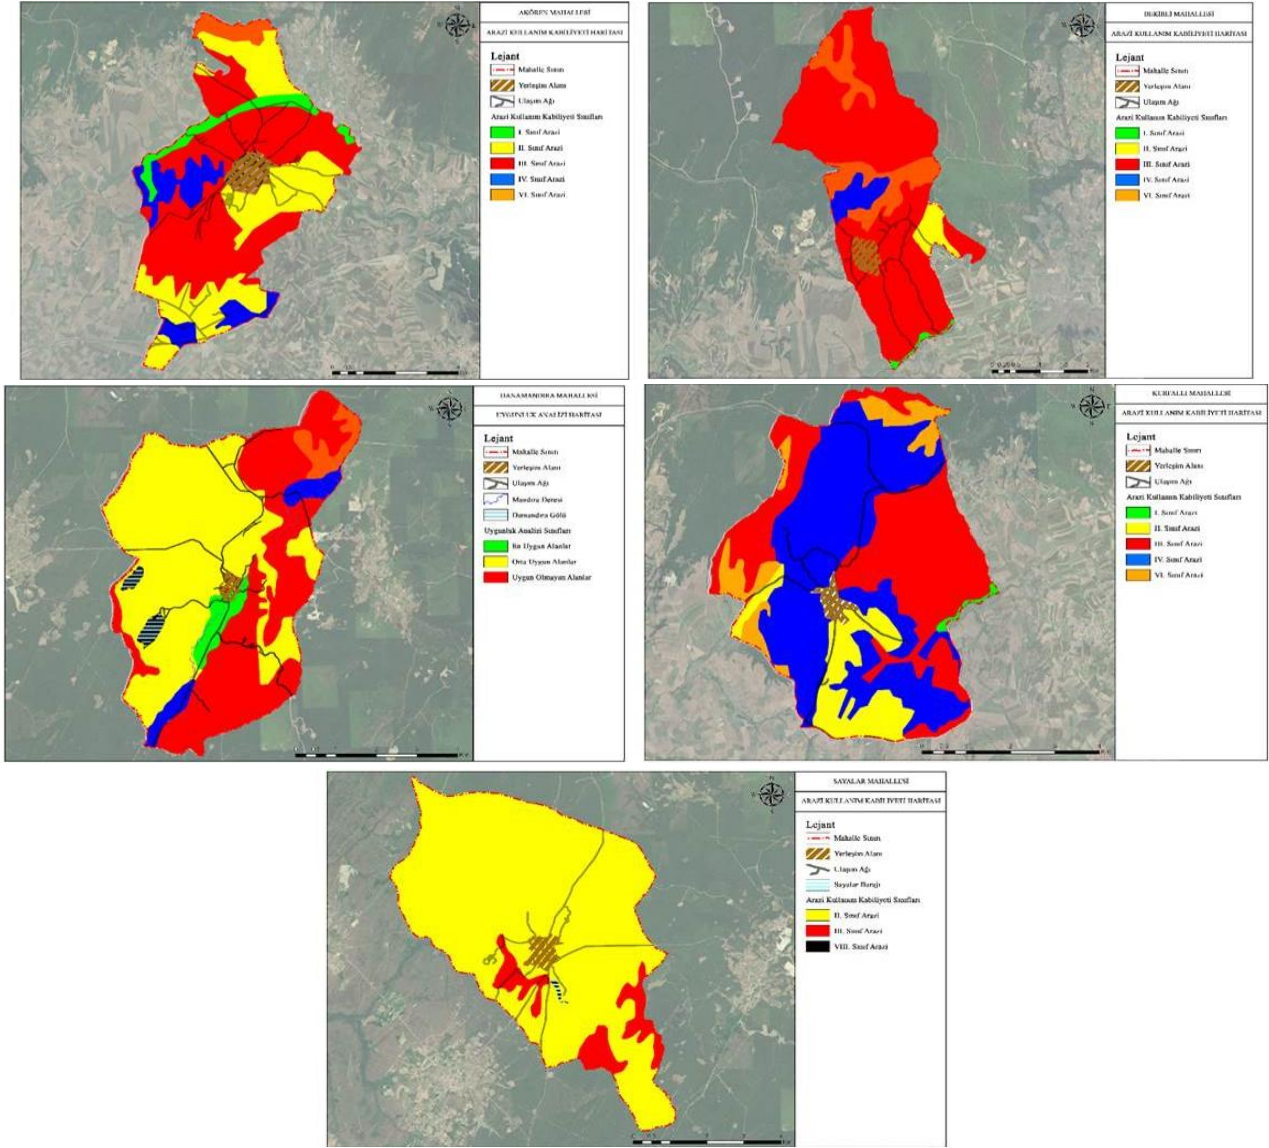 AKÖREN MAHALLESİ
ARAZİ KULLANIM KABİLİYETİ HARİTASI
Lejant
Mahalle Sınırı
Yerleşim Alanı
Ulaşım Ağı
Arazi Kullanım Kabiliyeti Sınıfları
I. Sınıf Arazi
II. Sınıf Arazi
III. Sınıf Arazi
IV. Sınıf Arazi
VI. Sınıf Arazi
BEKİRLİ MAHALLESİ
ARAZİ KULLANIM KABİLİYETİ HARİTASI
Lejant
Mahalle Sınırı
Yerleşim Alanı
Ulaşım Ağı
Arazi Kullanım Kabiliyeti Sınıfları
I. Sınıf Arazi
II. Sınıf Arazi
III. Sınıf Arazi
IV. Sınıf Arazi
VI. Sınıf Arazi
DANAMANDIRA MAHALLESİ
UYGUNLUK ANALİZİ HARİTASI
Lejant
Mahalle Sınırı
Yerleşim Alanı
Ulaşım Ağı
Mandıra Deresi
Danamandıra Gölü
Uygunluk Analizi Sınıfları
En Uygun Alanlar
Orta Uygun Alanlar
Uygun Olmayan Alanlar
KURFALLI MAHALLESİ
ARAZİ KULLANIM KABİLİYETİ HARİTASI
Lejant
Mahalle Sınırı
Yerleşim Alanı
Ulaşım Ağı
Arazi Kullanım Kabiliyeti Sınıfları
I. Sınıf Arazi
II. Sınıf Arazi
III. Sınıf Arazi
IV. Sınıf Arazi
VI. Sınıf Arazi
SAYALAR MAHALLESİ
ARAZİ KULLANIM KABİLİYETİ HARİTASI
Lejant
Mahalle Sınırı
Yerleşim Alanı
Ulaşım Ağı
Sayalar Barajı
Arazi Kullanım Kabiliyeti Sınıfları
II. Sınıf Arazi
III. Sınıf Arazi
VIII. Sınıf Arazi